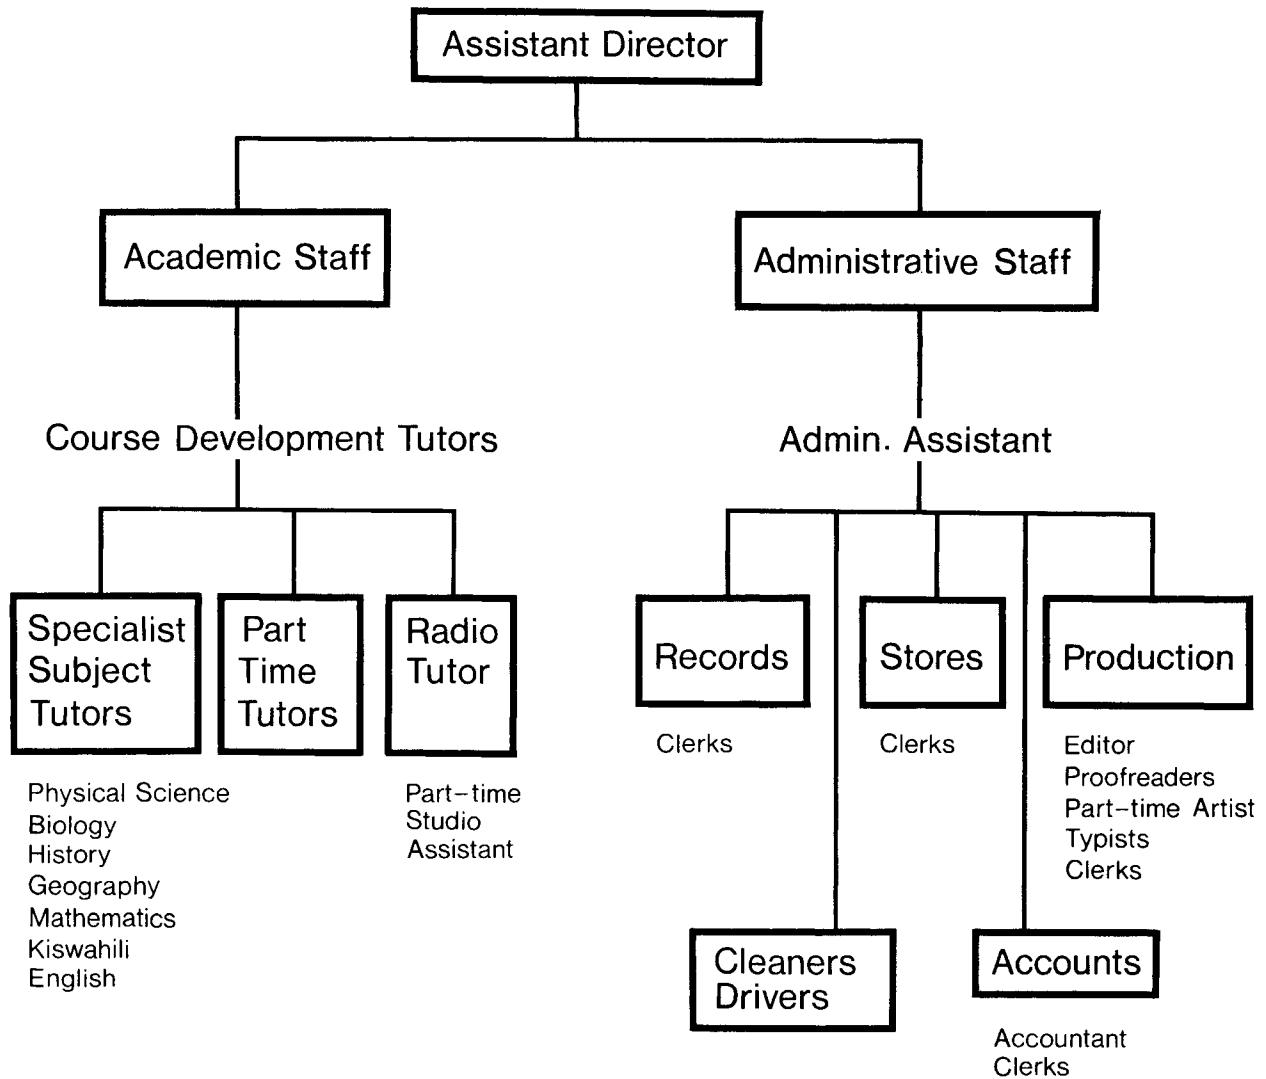 Assistant Director
Academic Staff
Administrative Staff
Course Development Tutors
Admin. Assistant
Specialist
Subject
Tutors
Part
Time
Tutors
Radio
Tutor
Records
Stores
Production
Physical Science
Biology
History
Geography
Mathematics
Kiswahili
English
Part-time
Studio
Assistant
Clerks
Clerks
Editor
Proofreaders
Part-time Artist
Typists
Clerks
Cleaners
Drivers
Accounts
Accountant
Clerks